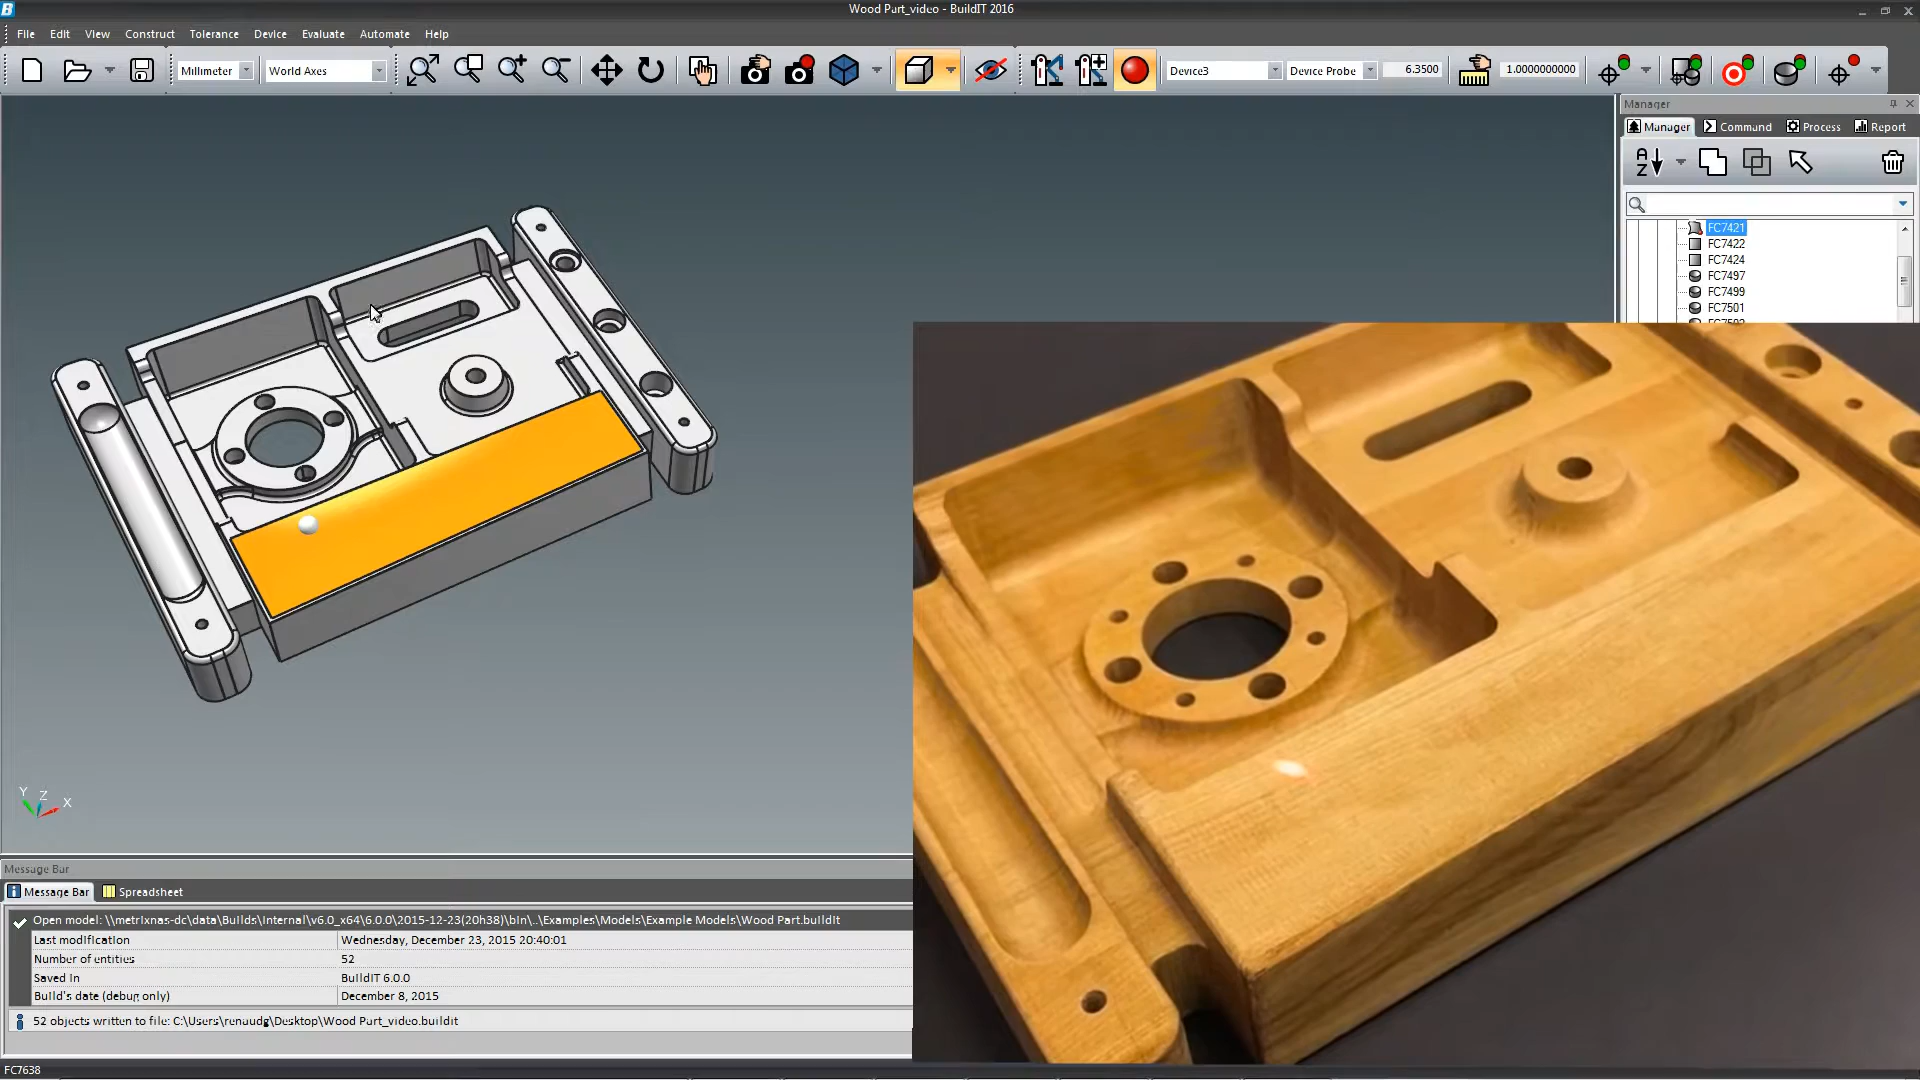 B
Wood Part_video - BuildIT 2016
File Edit View Construct Tolerance Device Evaluate Automate Help
Millimeter World Axes Device3 Device Probe 6.3500 1.0000000000
Manager
Manager Command Process Report
A
Z
FC7421
FC7422
FC7424
FC7497
FC7499
FC7501
Y Z X
Message Bar
Message Bar Spreadsheet
Open model: \\metrixnas-dc\data\Builds\Internal\v6.0_x64\6.0.0\2015-12-23(20h38)\bin\..\Examples\Models\Example Models\Wood Part.buildit
Last modification Wednesday, December 23, 2015 20:40:01
Number of entities 52
Saved in BuildIT 6.0.0
Build's date (debug only) December 8, 2015
52 objects written to file: C:\Users\renaudg\Desktop\Wood Part_video.buildit
FC7638